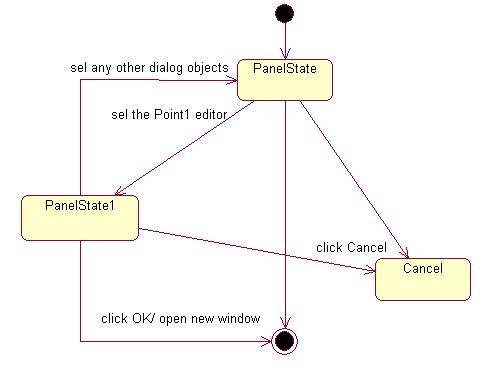 sel any other dialog objects
PanelState
sel the Point1 editor
PanelState1
click Cancel
Cancel
click OK/ open new window